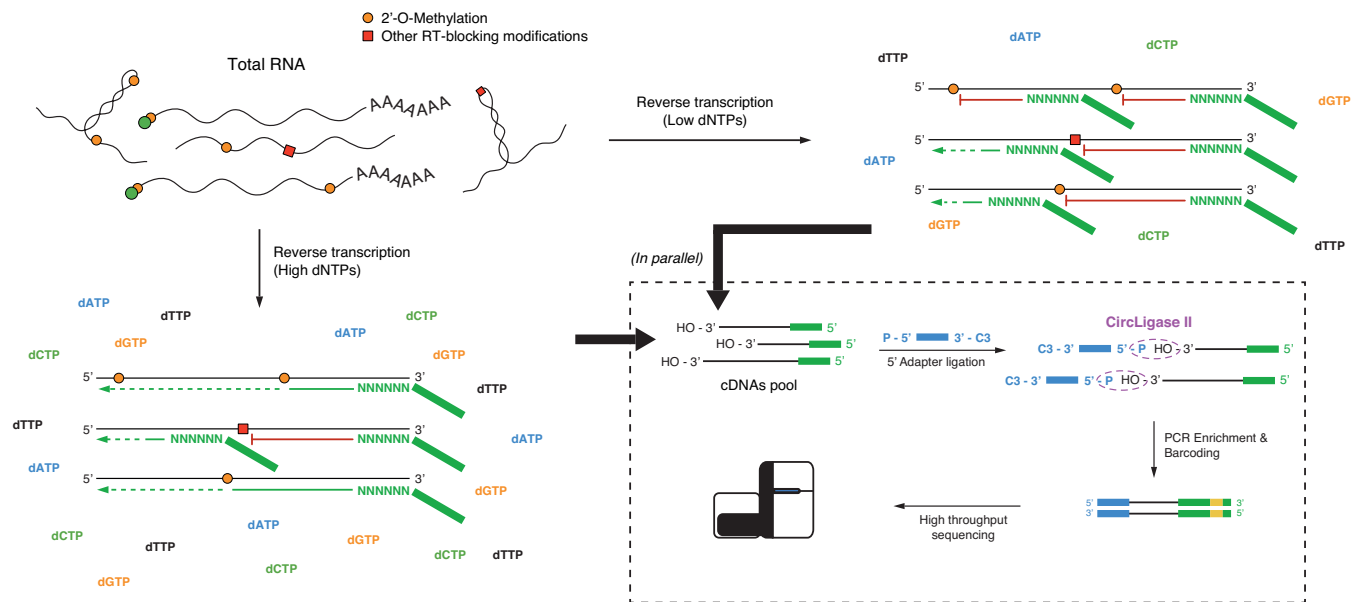 2'-O-Methylation
Other RT-blocking modifications
Total RNA
AAAAAAA
AAAAAAA
Reverse transcription
(Low dNTPs)
dATP
dCTP
dTTP
5' 3'
NNNNNN NNNNNN
dGTP
5' 3'
NNNNNN NNNNNN
dATP
5' 3'
NNNNNN NNNNNN
dGTP
dCTP
dTTP
Reverse transcription
(High dNTPs)
dATP
dTTP
dCTP
dATP
dGTP
dCTP
dGTP
5' 3'
NNNNNN
dTTP
dTTP
5' 3'
NNNNNN NNNNNN
dATP
dATP
5' 3'
NNNNNN
dGTP
dATP
dCTP
dGTP
dTTP
dCTP
dTTP
dCTP
dGTP
(In parallel)
HO - 3' 5'
HO - 3' 5'
HO - 3' 5'
cDNAs pool
P - 5' 3' - C3
5' Adapter ligation
CircLigase II
C3 - 3' 5' P HO - 3' 5'
C3 - 3' 5' P HO - 3' 5'
PCR Enrichment &
Barcoding
5' 3'
3' 5'
High throughput
sequencing